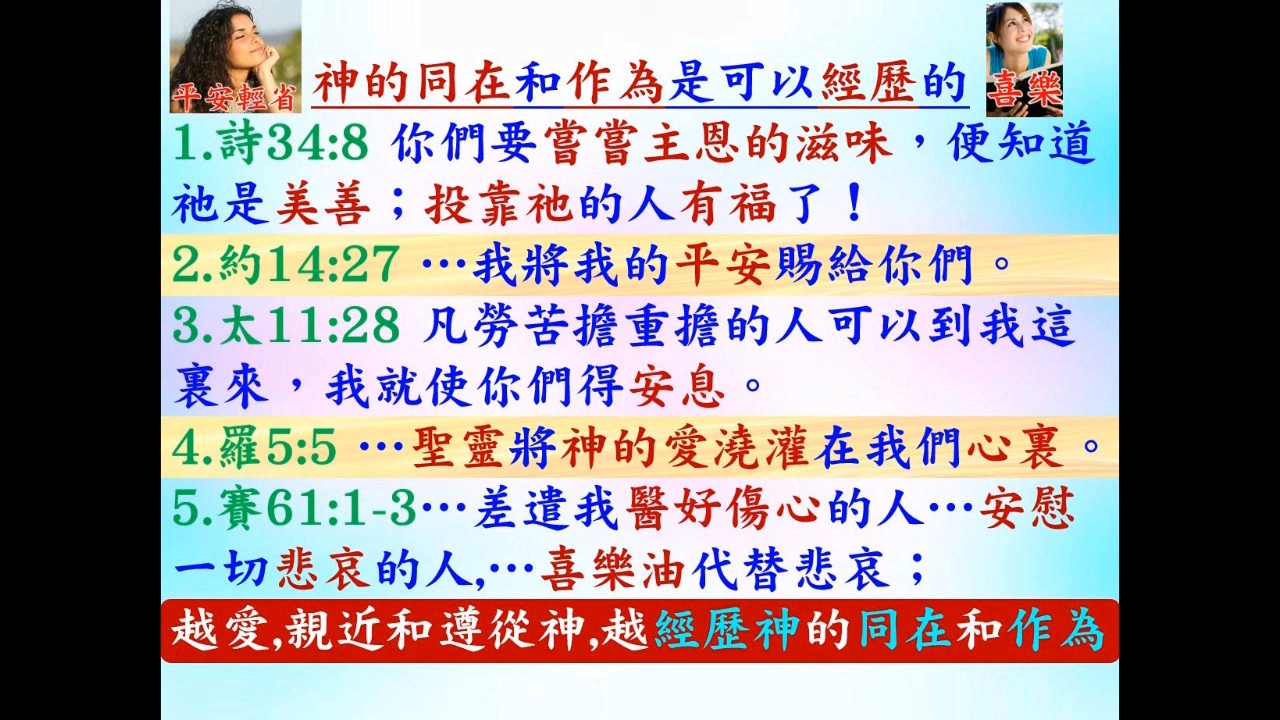 平安輕省
神的同在和作為是可以經歷的
喜樂
1.詩34:8 你們要嘗嘗主恩的滋味，便知道
祂是美善；投靠祂的人有福了！
2.約14:27 …我將我的平安賜給你們。
3.太11:28 凡勞苦擔重擔的人可以到我這
裏來，我就使你們得安息。
4.羅5:5 …聖靈將神的愛澆灌在我們心裏。
5.賽61:1-3…差遣我醫好傷心的人…安慰
一切悲哀的人,…喜樂油代替悲哀；
越愛,親近和遵從神,越經歷神的同在和作為